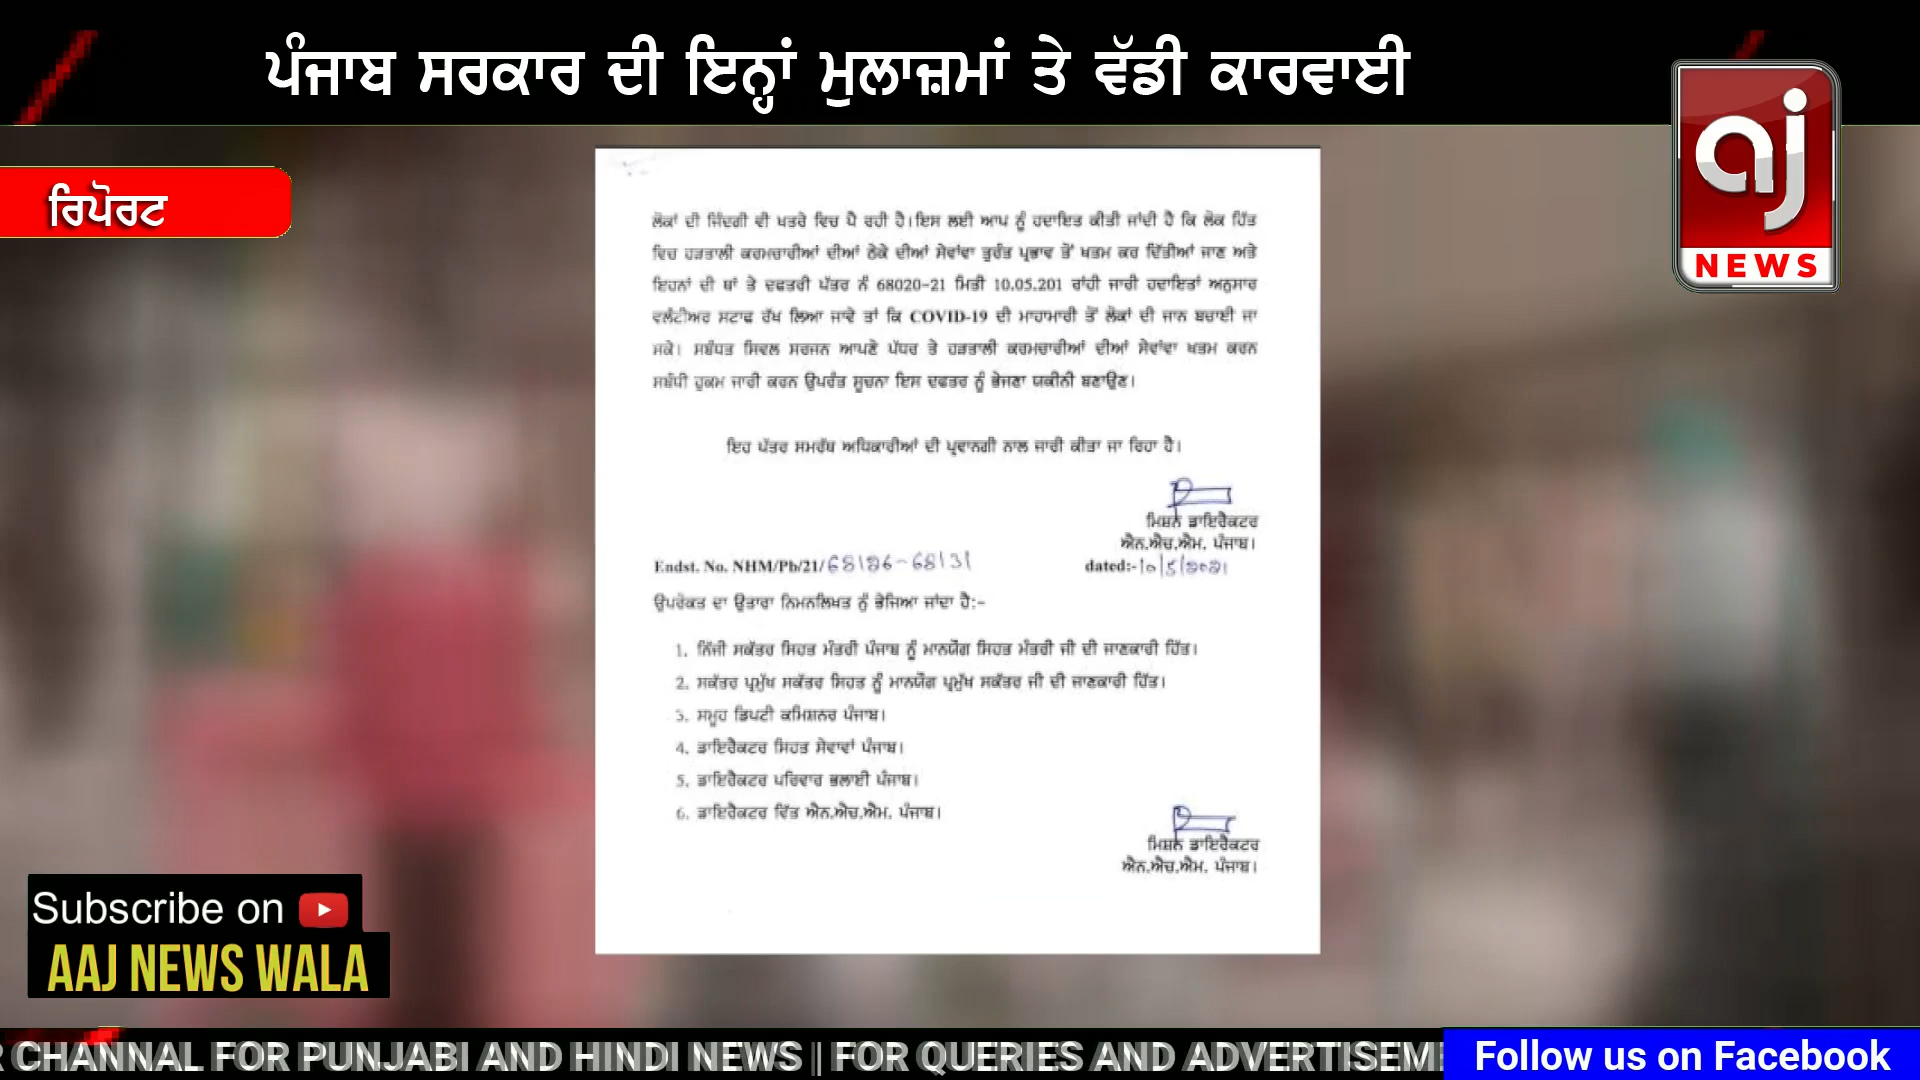 ਪੰਜਾਬ ਸਰਕਾਰ ਦੀ ਇਨ੍ਹਾਂ ਮੁਲਾਜ਼ਮਾਂ ਤੇ ਵੱਡੀ ਕਾਰਵਾਈ
aj
NEWS
ਰਿਪੋਰਟ
ਲੋਕਾਂ ਦੀ ਜਿੰਦਗੀ ਵੀ ਖਤਰੇ ਵਿਚ ਪੈ ਰਹੀ ਹੈ।ਇਸ ਲਈ ਆਪ ਨੂੰ ਹਦਾਇਤ ਕੀਤੀ ਜਾਂਦੀ ਹੈ ਕਿ ਲੋਕ ਹਿੱਤ
ਵਿਚ ਹੜਤਾਲੀ ਕਰਮਚਾਰੀਆਂ ਦੀਆਂ ਠੇਕੇ ਦੀਆਂ ਸੇਵਾਂਵਾ ਤੁਰੰਤ ਪ੍ਰਭਾਵ ਤੋਂ ਖਤਮ ਕਰ ਦਿੱਤੀਆਂ ਜਾਣ ਅਤੇ
ਇਹਨਾਂ ਦੀ ਥਾਂ ਤੇ ਦਫਤਰੀ ਪੱਤਰ ਨੰ 68020-21 ਮਿਤੀ 10.05.201 ਰਾਂਹੀ ਜਾਰੀ ਹਦਾਇਤਾਂ ਅਨੁਸਾਰ
ਵਲੰਟੀਅਰ ਸਟਾਫ ਰੱਖ ਲਿਆ ਜਾਵੇ ਤਾਂ ਕਿ COVID-19 ਦੀ ਮਾਹਾਮਾਰੀ ਤੋਂ ਲੋਕਾਂ ਦੀ ਜਾਨ ਬਚਾਈ ਜਾ
ਸਕੇ। ਸਬੰਧਤ ਸਿਵਲ ਸਰਜਨ ਆਪਣੇ ਪੱਧਰ ਤੇ ਹੜਤਾਲੀ ਕਰਮਚਾਰੀਆਂ ਦੀਆਂ ਸੇਵਾਂਵਾ ਖਤਮ ਕਰਨ
ਸਬੰਧੀ ਹੁਕਮ ਜਾਰੀ ਕਰਨ ਉਪਰੰਤ ਸੂਚਨਾ ਇਸ ਦਫਤਰ ਨੂੰ ਭੇਜਣਾ ਯਕੀਨੀ ਬਣਾਉਣ।
ਇਹ ਪੱਤਰ ਸਮਰੱਥ ਅਧਿਕਾਰੀਆਂ ਦੀ ਪ੍ਰਵਾਨਗੀ ਨਾਲ ਜਾਰੀ ਕੀਤਾ ਜਾ ਰਿਹਾ ਹੈ।
ਮਿਸ਼ਨ ਡਾਇਰੈਕਟਰ
ਐਨ.ਐਚ.ਐਮ. ਪੰਜਾਬ।
Endst. No. NHM/Pb/21/68126-68131 dated:-10/5/2021
ਉਪਰੋਕਤ ਦਾ ਉਤਾਰਾ ਨਿਮਨਲਿਖਤ ਨੂੰ ਭੇਜਿਆ ਜਾਂਦਾ ਹੈ:-
1. ਨਿੱਜੀ ਸਕੱਤਰ ਸਿਹਤ ਮੰਤਰੀ ਪੰਜਾਬ ਨੂੰ ਮਾਨਯੋਗ ਸਿਹਤ ਮੰਤਰੀ ਜੀ ਦੀ ਜਾਣਕਾਰੀ ਹਿੱਤ।
2. ਸਕੱਤਰ ਪ੍ਰਮੁੱਖ ਸਕੱਤਰ ਸਿਹਤ ਨੂੰ ਮਾਨਯੋਗ ਪ੍ਰਮੁੱਖ ਸਕੱਤਰ ਜੀ ਦੀ ਜਾਣਕਾਰੀ ਹਿੱਤ।
3. ਸਮੂਹ ਡਿਪਟੀ ਕਮਿਸ਼ਨਰ ਪੰਜਾਬ।
4. ਡਾਇਰੈਕਟਰ ਸਿਹਤ ਸੇਵਾਵਾਂ ਪੰਜਾਬ।
5. ਡਾਇਰੈਕਟਰ ਪਰਿਵਾਰ ਭਲਾਈ ਪੰਜਾਬ।
6. ਡਾਇਰੈਕਟਰ ਵਿੱਤ ਐਨ.ਐਚ.ਐਮ. ਪੰਜਾਬ।
ਮਿਸ਼ਨ ਡਾਇਰੈਕਟਰ
ਐਨ.ਐਚ.ਐਮ. ਪੰਜਾਬ।
Subscribe on
AAJ NEWS WALA
R CHANNAL FOR PUNJABI AND HINDI NEWS || FOR QUERIES AND ADVERTISEME
Follow us on Facebook